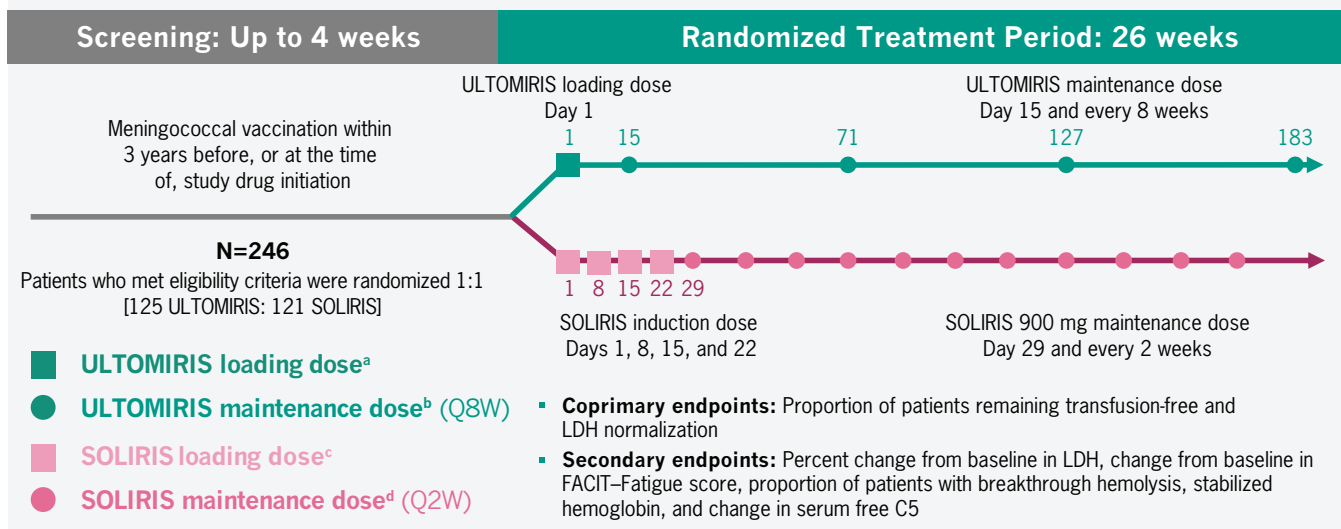 Screening: Up to 4 weeks
Randomized Treatment Period: 26 weeks
Meningococcal vaccination within
3 years before, or at the time
of, study drug initiation
N=246
Patients who met eligibility criteria were randomized 1:1
[125 ULTOMIRIS: 121 SOLIRIS]
ULTOMIRIS loading dose
Day 1
ULTOMIRIS maintenance dose
Day 15 and every 8 weeks
1 15 71 127 183
1 8 15 22 29
SOLIRIS induction dose
Days 1, 8, 15, and 22
SOLIRIS 900 mg maintenance dose
Day 29 and every 2 weeks
ULTOMIRIS loading doseᵃ
ULTOMIRIS maintenance doseᵇ (Q8W)
SOLIRIS loading doseᶜ
SOLIRIS maintenance doseᵈ (Q2W)
▪ Coprimary endpoints: Proportion of patients remaining transfusion-free and
LDH normalization
▪ Secondary endpoints: Percent change from baseline in LDH, change from baseline in
FACIT–Fatigue score, proportion of patients with breakthrough hemolysis, stabilized
hemoglobin, and change in serum free C5